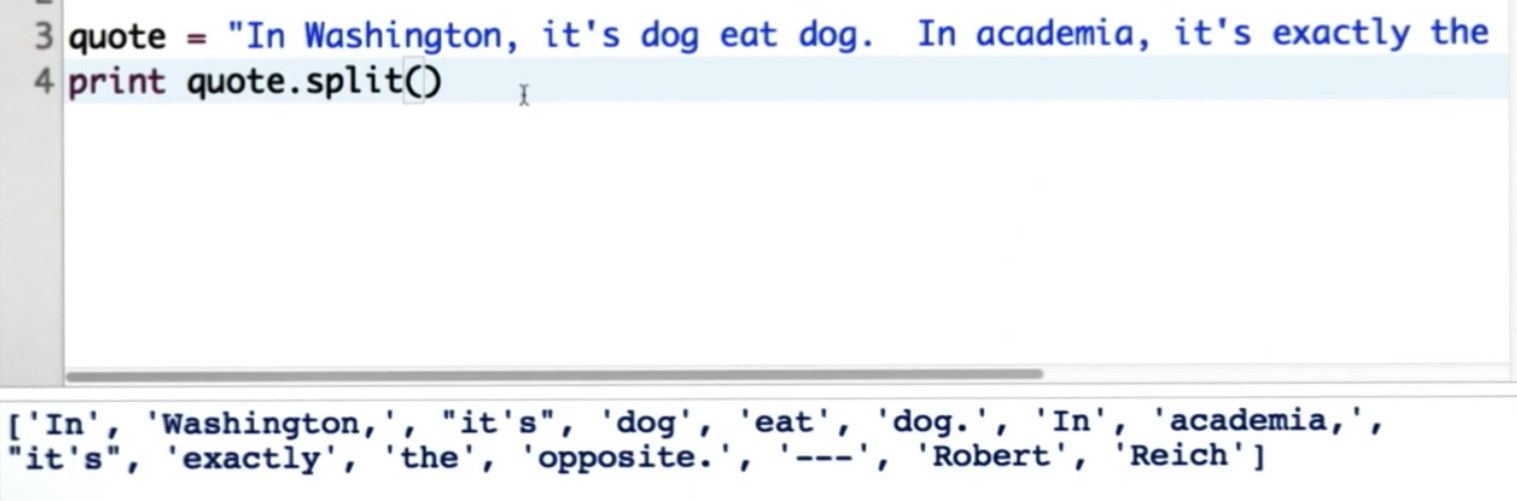 3 quote = "In Washington, it's dog eat dog.  In academia, it's exactly the
4 print quote.split()
['In', 'Washington,', "it's", 'dog', 'eat', 'dog.', 'In', 'academia,',
"it's", 'exactly', 'the', 'opposite.', '---', 'Robert', 'Reich']